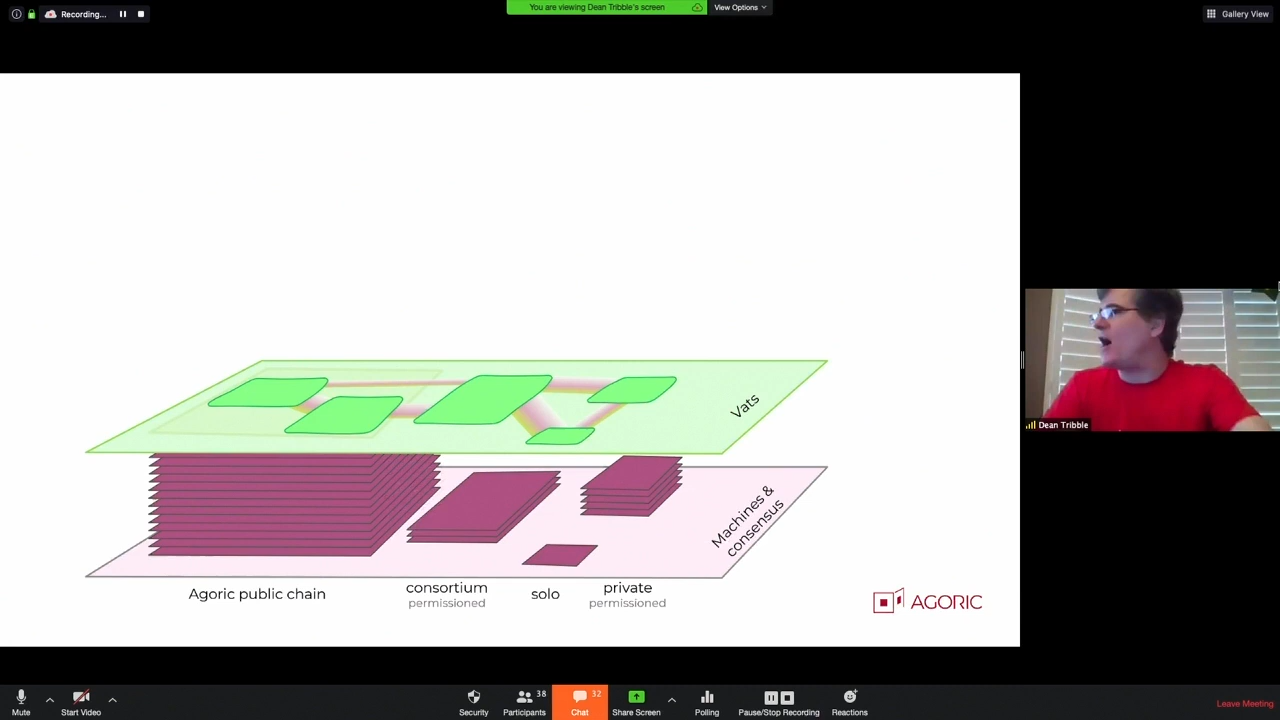 Recording...
You are viewing Dean Tribble's screen
View Options
Gallery View
Vats
Machines &
consensus
Agoric public chain
consortium
permissioned
solo
private
permissioned
AGORIC
Dean Tribble
Mute
Start Video
Security
Participants
38
Chat
32
Share Screen
Polling
Pause/Stop Recording
Reactions
Leave Meeting